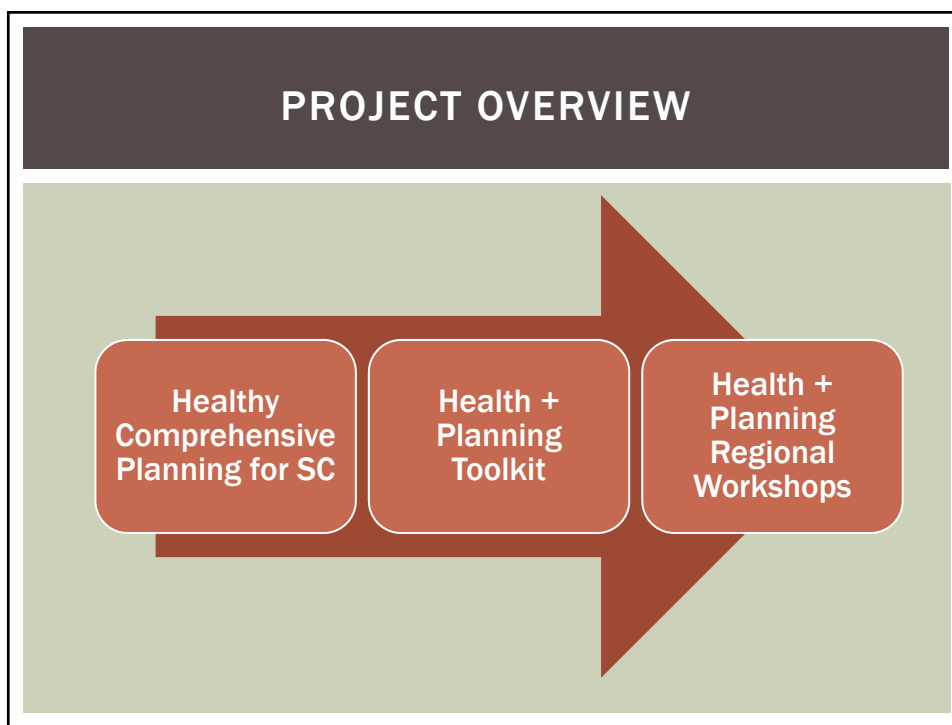 PROJECT OVERVIEW
Healthy
Comprehensive
Planning for SC
Health +
Planning
Toolkit
Health +
Planning
Regional
Workshops